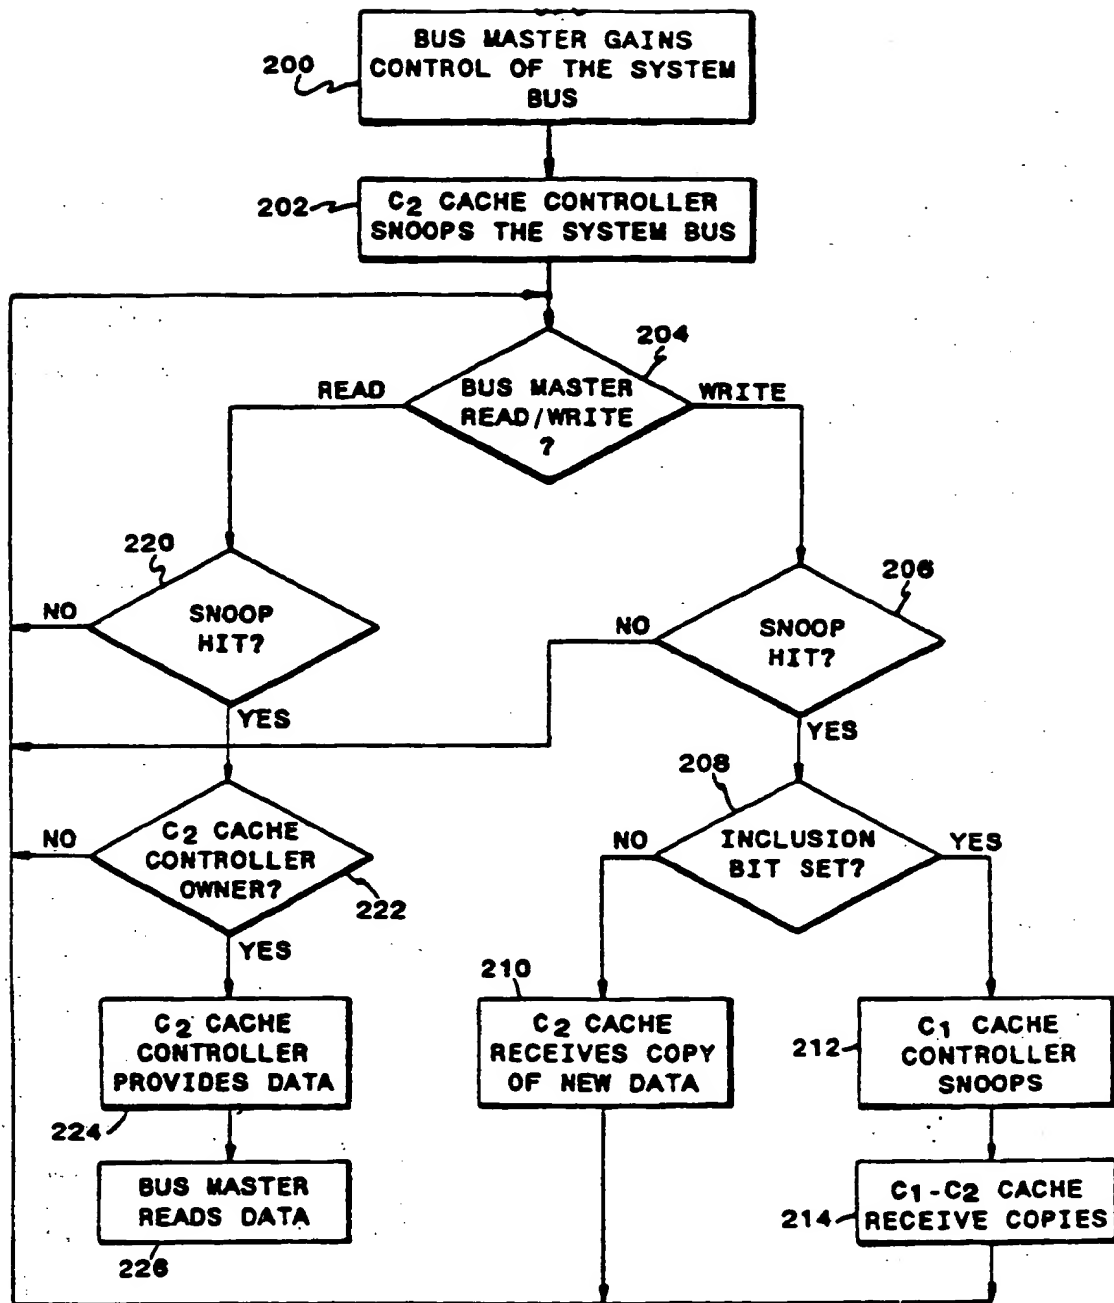 BUS MASTER GAINS
CONTROL OF THE SYSTEM
BUS
200
C2 CACHE CONTROLLER
SNOOPS THE SYSTEM BUS
202
204
BUS MASTER
READ/WRITE
?
READ
WRITE
220
SNOOP
HIT?
NO
YES
206
SNOOP
HIT?
NO
YES
C2 CACHE
CONTROLLER
OWNER?
NO
222
YES
208
INCLUSION
BIT SET?
NO
YES
C2 CACHE
CONTROLLER
PROVIDES DATA
224
210
C2 CACHE
RECEIVES COPY
OF NEW DATA
212
C1 CACHE
CONTROLLER
SNOOPS
BUS MASTER
READS DATA
226
214
C1-C2 CACHE
RECEIVE COPIES